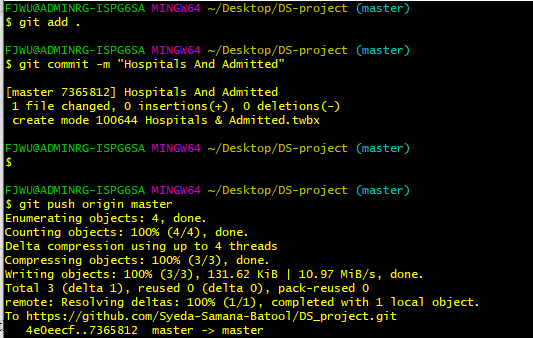 FJWU@ADMINRG-ISPG6SA MINGW64 ~/Desktop/DS-project (master)
$ git add .
FJWU@ADMINRG-ISPG6SA MINGW64 ~/Desktop/DS-project (master)
$ git commit -m "Hospitals And Admitted"
[master 7365812] Hospitals And Admitted
1 file changed, 0 insertions(+), 0 deletions(-)
create mode 100644 Hospitals & Admitted.twbx
FJWU@ADMINRG-ISPG6SA MINGW64 ~/Desktop/DS-project (master)
$
FJWU@ADMINRG-ISPG6SA MINGW64 ~/Desktop/DS-project (master)
$ git push origin master
Enumerating objects: 4, done.
Counting objects: 100% (4/4), done.
Delta compression using up to 4 threads
Compressing objects: 100% (3/3), done.
Writing objects: 100% (3/3), 131.62 KiB | 10.97 MiB/s, done.
Total 3 (delta 1), reused 0 (delta 0), pack-reused 0
remote: Resolving deltas: 100% (1/1), completed with 1 local object.
To https://github.com/Syeda-Samana-Batool/DS_project.git
4e0eecf..7365812  master -> master